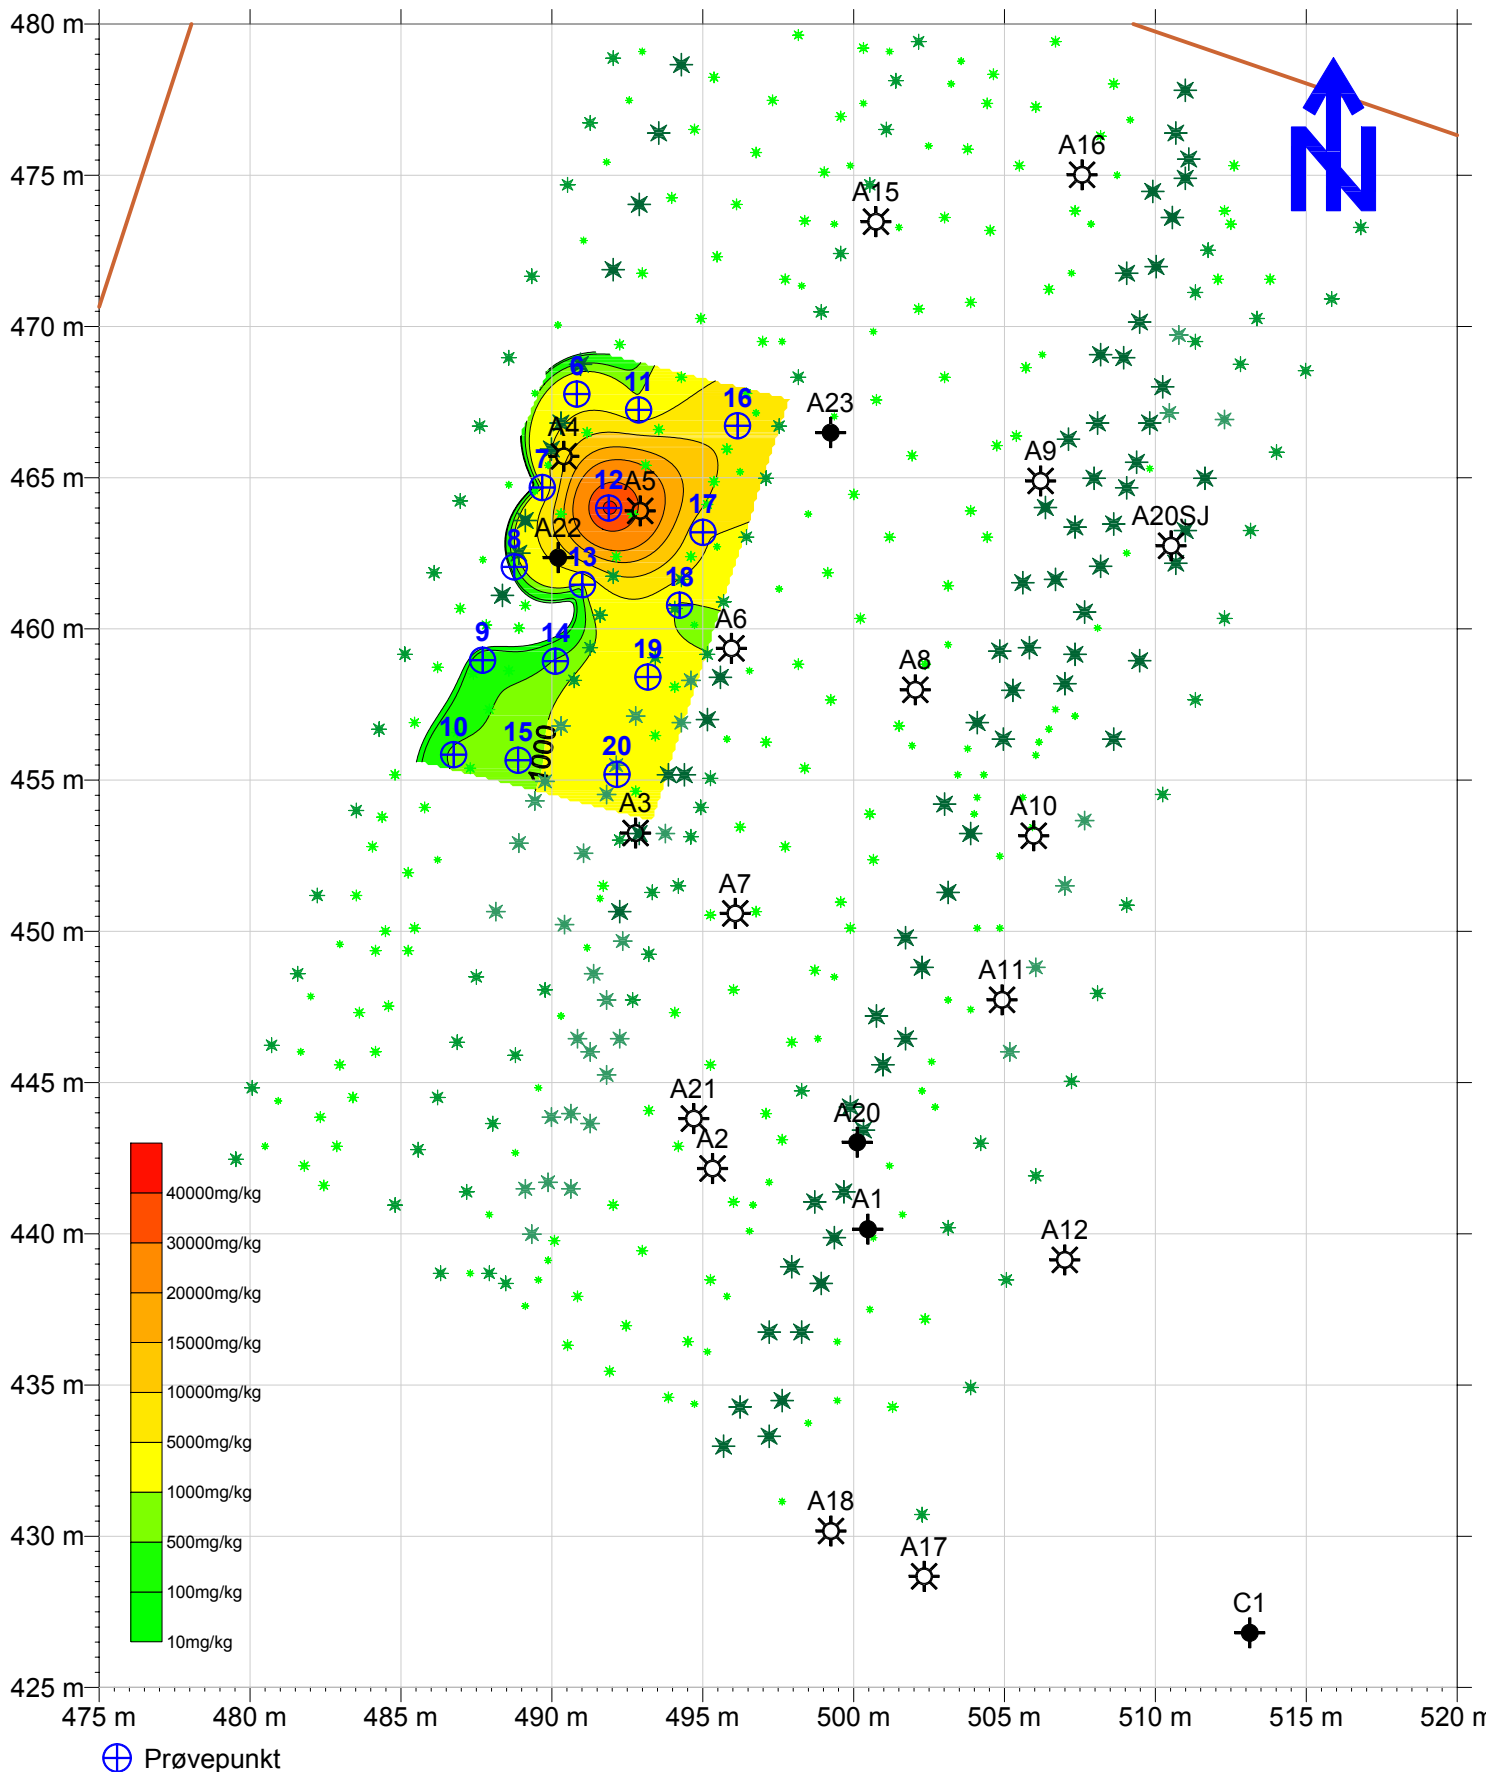 480 m
A16
475 m
A15
N
470 m
6
11
16
A23
A4
A9
465 m
7
12
A5
17
A20SJ
A22
8
13
18
460 m
A6
9
14
19
A8
10
15
1000
20
455 m
A3
A10
A7
450 m
A11
445 m
A21
A20
A2
40000mg/kg
A1
440 m
A12
30000mg/kg
20000mg/kg
15000mg/kg
435 m
10000mg/kg
5000mg/kg
1000mg/kg
A18
430 m
500mg/kg
A17
100mg/kg
C1
10mg/kg
425 m
475 m 480 m 485 m 490 m 495 m 500 m 505 m 510 m 515 m 520 m
Prøvepunkt